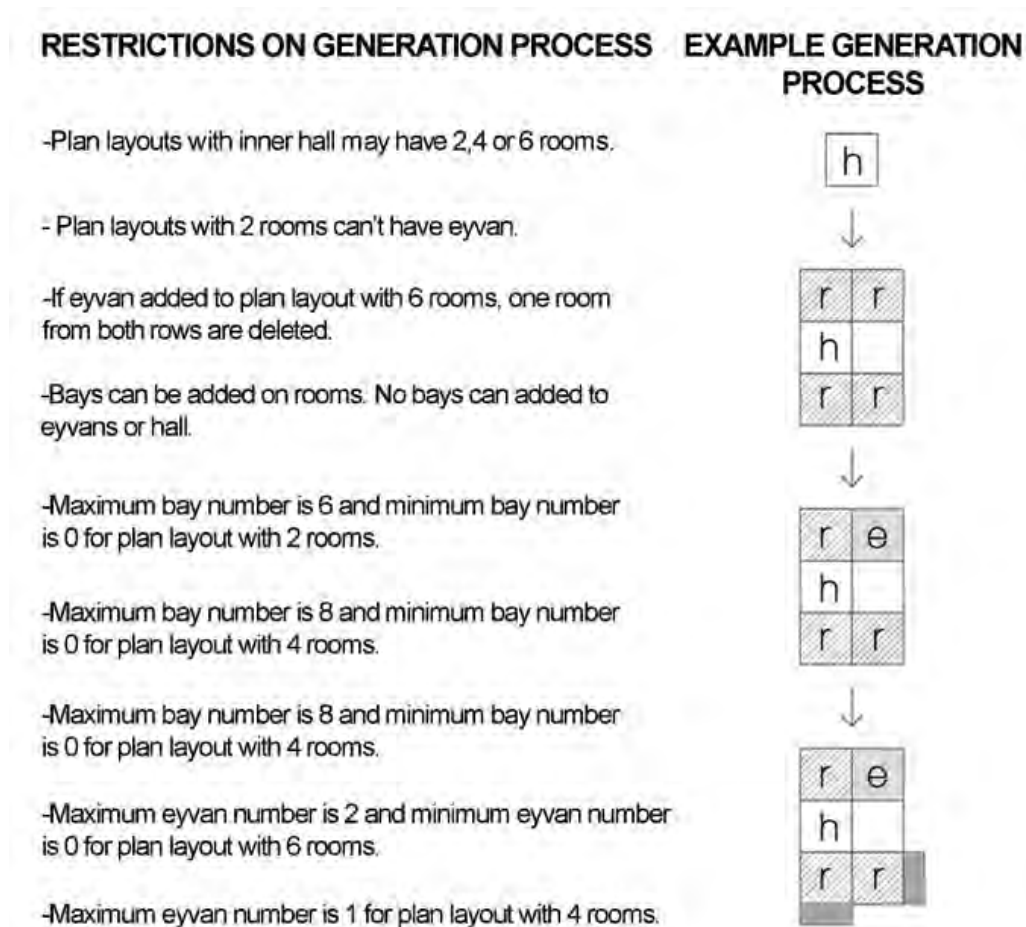 RESTRICTIONS ON GENERATION PROCESS
-Plan layouts with inner hall may have 2,4 or 6 rooms.
- Plan layouts with 2 rooms can't have eyvan.
-If eyvan added to plan layout with 6 rooms, one room
from both rows are deleted.
-Bays can be added on rooms. No bays can added to
eyvans or hall.
-Maximum bay number is 6 and minimum bay number
is 0 for plan layout with 2 rooms.
-Maximum bay number is 8 and minimum bay number
is 0 for plan layout with 4 rooms.
-Maximum bay number is 8 and minimum bay number
is 0 for plan layout with 4 rooms.
-Maximum eyvan number is 2 and minimum eyvan number
is 0 for plan layout with 6 rooms.
-Maximum eyvan number is 1 for plan layout with 4 rooms.
EXAMPLE GENERATION
PROCESS
h
r r
h
r r
r e
h
r r
r e
h
r r